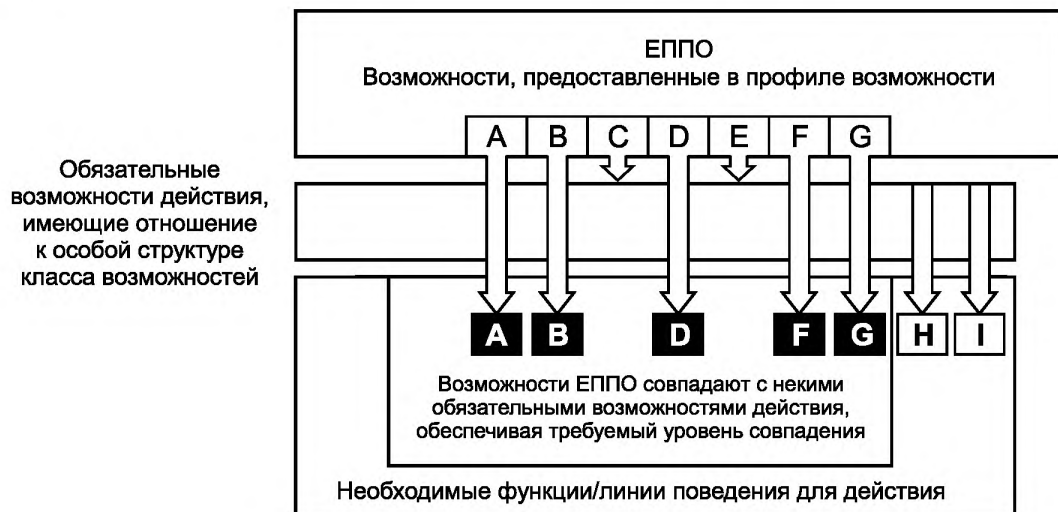 ЕППО
Возможности, предоставленные в профиле возможности
A B C D E F G
Обязательные
возможности действия,
имеющие отношение
к особой структуре
класса возможностей
A B D F G H I
Возможности ЕППО совпадают с некими
обязательными возможностями действия,
обеспечивая требуемый уровень совпадения
Необходимые функции/линии поведения для действия